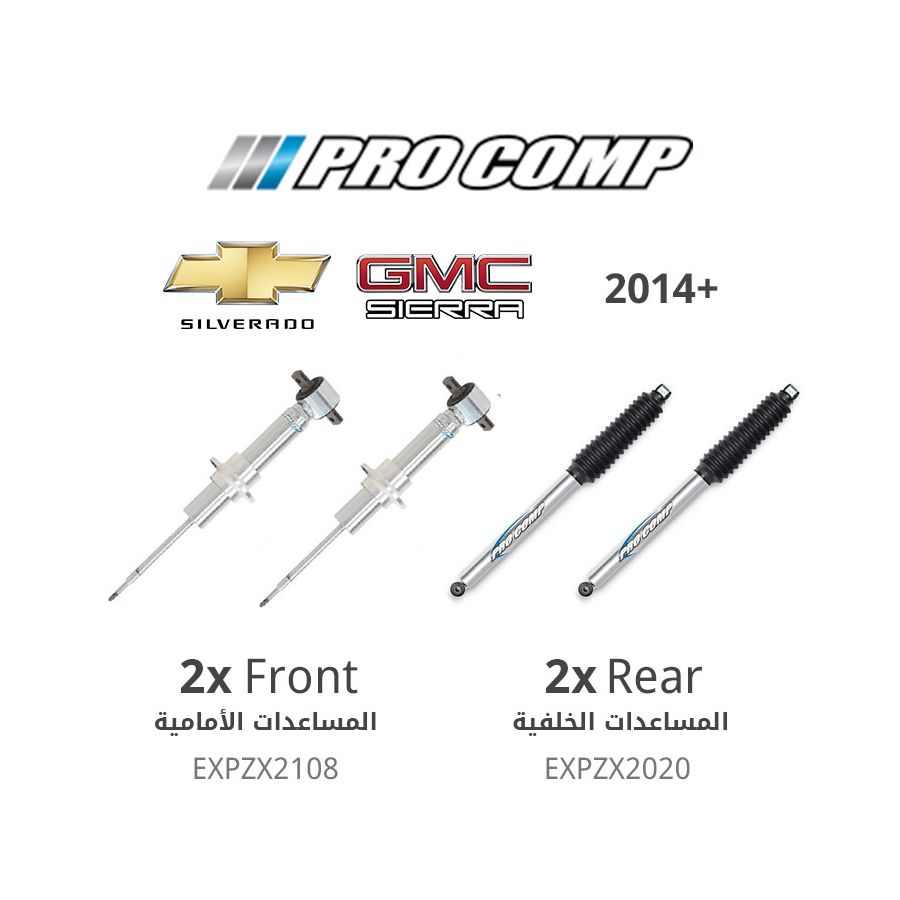 PRO COMP
SILVERADO
GMC
SIERRA
2014+
PRO COMP
PRO COMP
2x Front
المساعدات الأمامية
EXPZX2108
2x Rear
المساعدات الخلفية
EXPZX2020